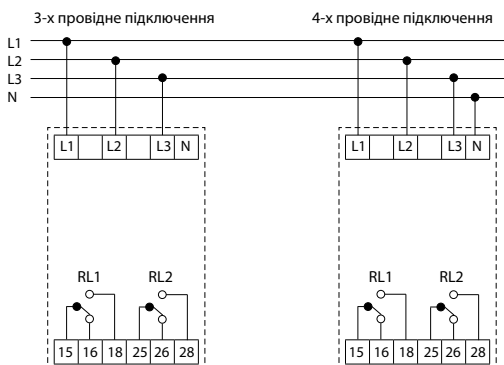 3-х провідне підключення 4-х провідне підключення
L1
L2
L3
N
L1 L2 L3 N L1 L2 L3 N
RL1 RL2 RL1 RL2
15 16 18 25 26 28 15 16 18 25 26 28